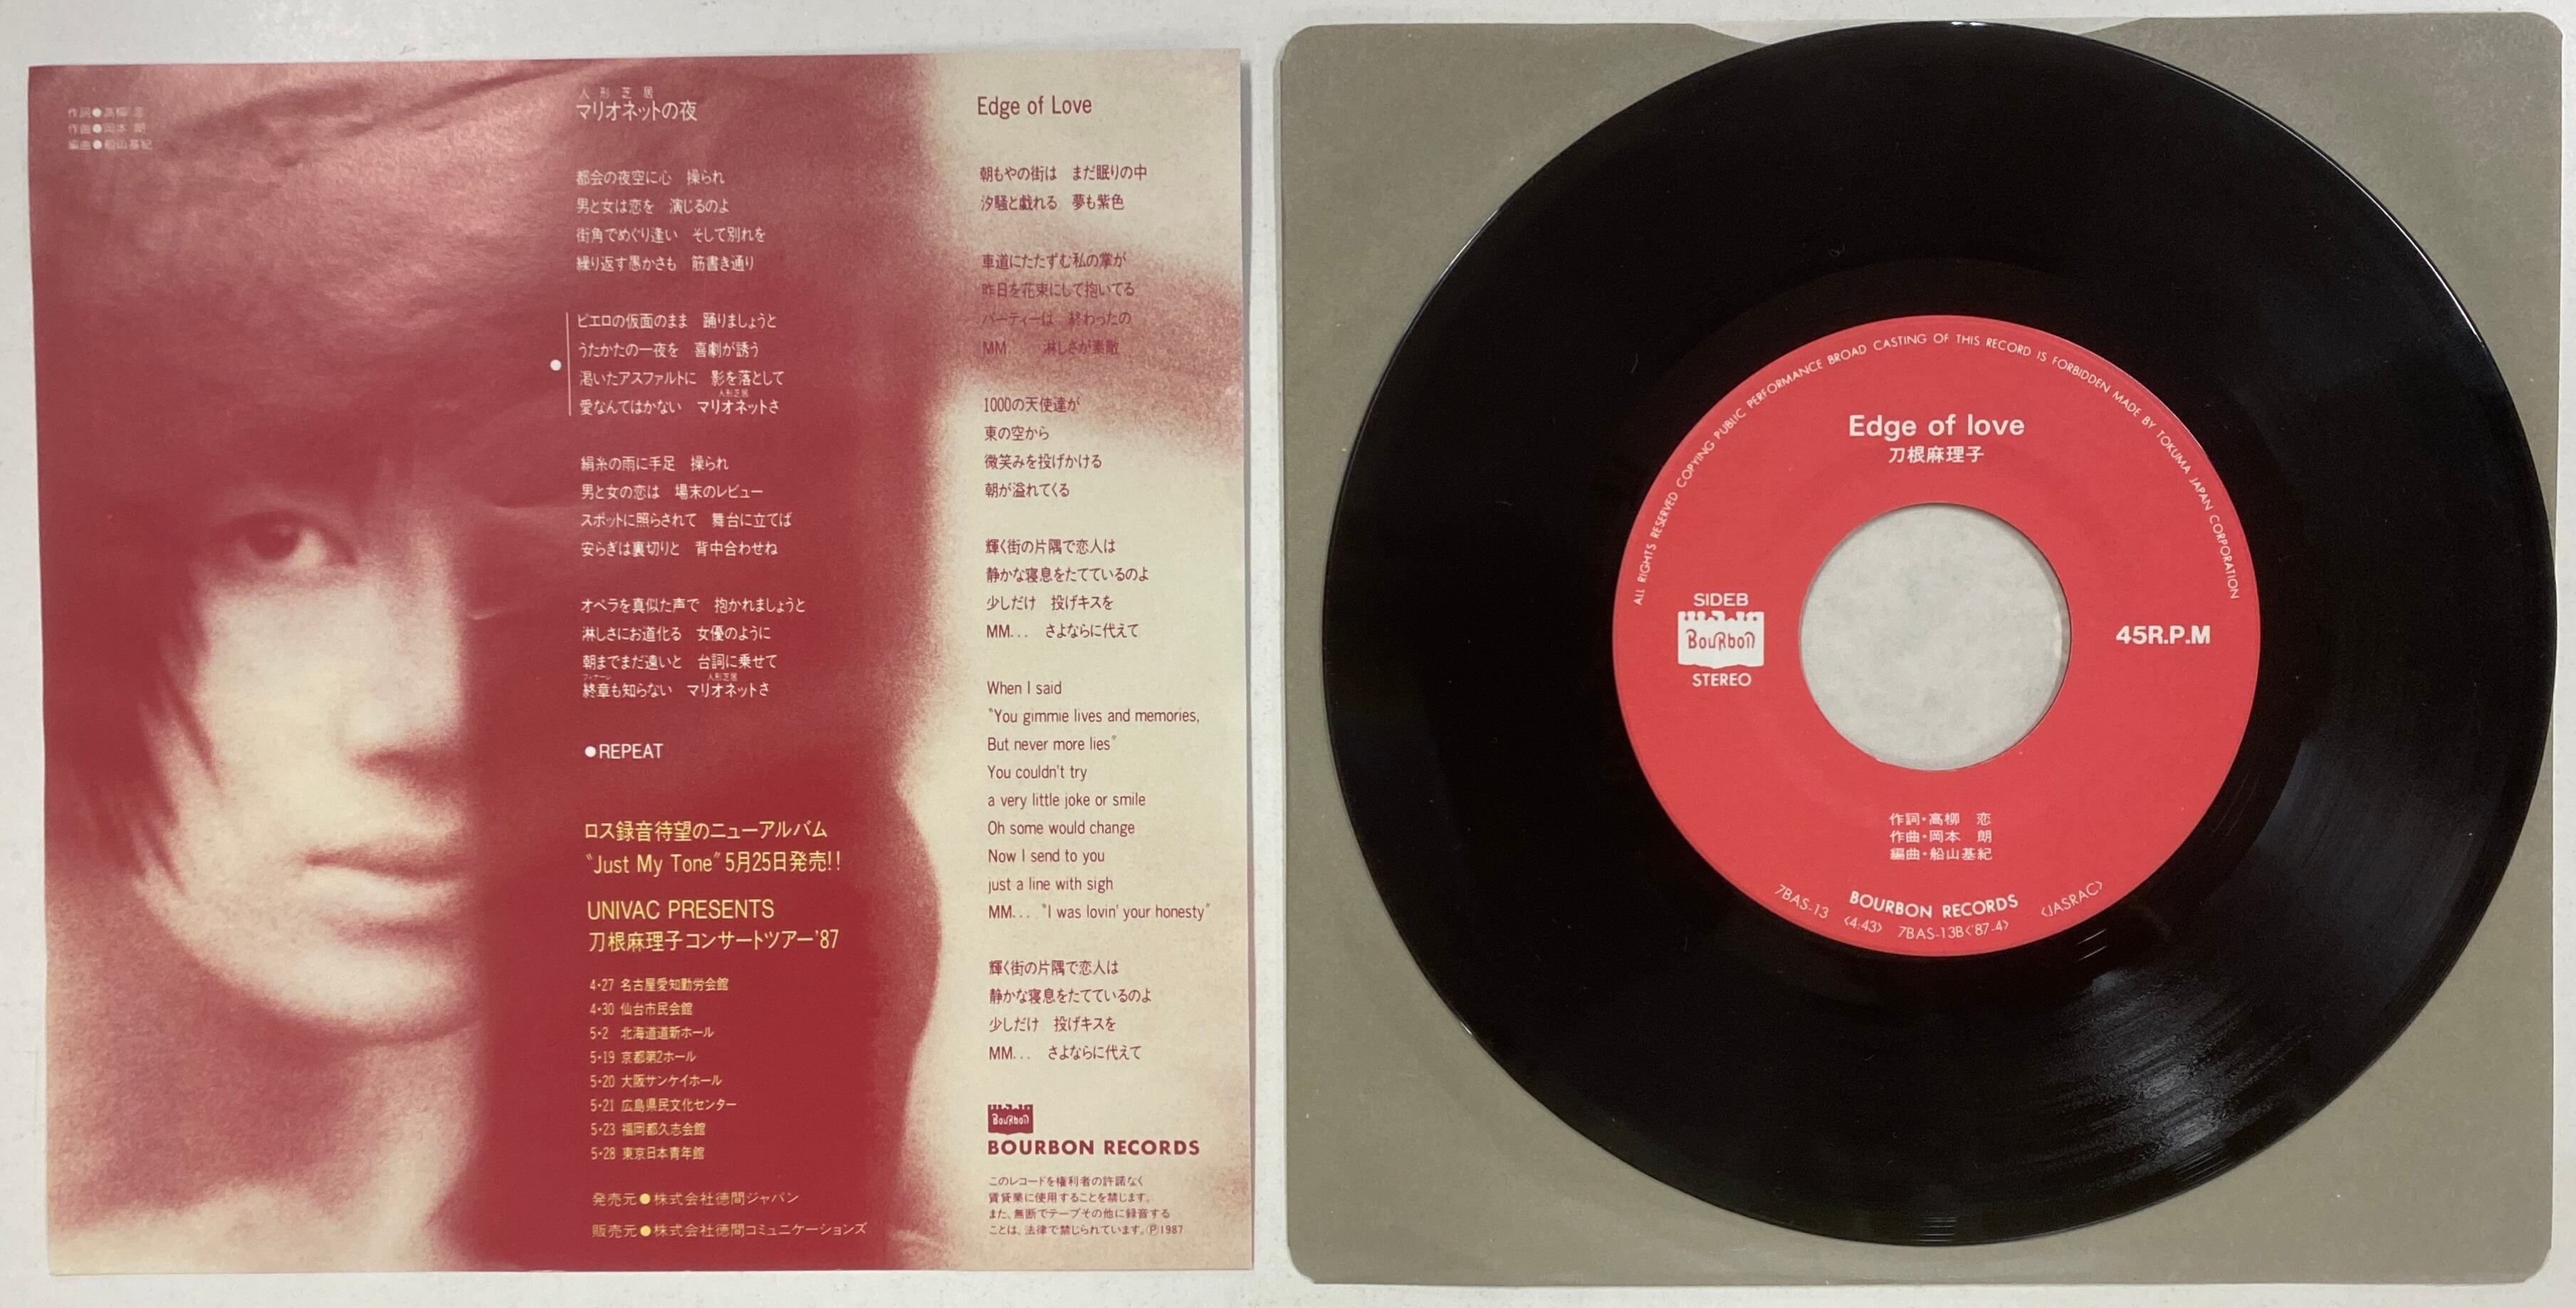 作詞●高柳 恋
作曲●岡本 朗
編曲●船山基紀
人形芝居
マリオネットの夜
都会の夜空に心　操られ
男と女は恋を　演じるのよ
街角でめぐり逢い　そして別れを
繰り返す愚かさも　筋書き通り
ピエロの仮面のまま　踊りましょうと
うたかたの一夜を　喜劇が誘う
●
渇いたアスファルトに　影を落として
人形芝居
愛なんてはかない　マリオネットさ
絹糸の雨に手足　操られ
男と女の恋は　場末のレビュー
スポットに照らされて　舞台に立てば
安らぎは裏切りと　背中合わせね
オペラを真似た声で　抱かれましょうと
淋しさにお道化る　女優のように
朝までまだ遠いと　台詞に乗せて
フィナーレ　人形芝居
終章も知らない　マリオネットさ
●REPEAT
ロス録音待望のニューアルバム
"Just My Tone"5月25日発売!!
UNIVAC PRESENTS
刀根麻理子コンサートツアー'87
4・27 名古屋愛知勤労会館
4・30 仙台市民会館
5・2 北海道道新ホール
5・19 京都第2ホール
5・20 大阪サンケイホール
5・21 広島県民文化センター
5・23 福岡都久志会館
5・28 東京日本青年館
発売元●株式会社徳間ジャパン
販売元●株式会社徳間コミュニケーションズ
Edge of Love
朝もやの街は　まだ眠りの中
汐騒と戯れる　夢も紫色
車道にたたずむ私の掌が
昨日を花束にして抱いてる
パーティーは　終わったの
MM...　淋しさが素敵
1000の天使達が
東の空から
微笑みを投げかける
朝が溢れてくる
輝く街の片隅で恋人は
静かな寝息をたてているのよ
少しだけ　投げキスを
MM...　さよならに代えて
When I said
"You gimmie lives and memories,
But never more lies"
You couldn't try
a very little joke or smile
Oh some would change
Now I send to you
just a line with sigh
MM... "I was lovin' your honesty"
輝く街の片隅で恋人は
静かな寝息をたてているのよ
少しだけ　投げキスを
MM...　さよならに代えて
BouRbon
BOURBON RECORDS
このレコードを権利者の許諾なく
賃貸業に使用することを禁じます。
また、無断でテープその他に録音する
ことは、法律で禁じられています。Ⓟ1987
ALL RIGHTS RESERVED COPYING PUBLIC PERFORMANCE BROAD CASTING OF THIS RECORD IS FORBIDDEN MADE BY TOKUMA JAPAN CORPORATION
Edge of love
刀根麻理子
SIDEB
BouRbon
STEREO
45R.P.M
作詞・高柳　恋
作曲・岡本　朗
編曲・船山基紀
BOURBON RECORDS
7BAS-13 〈4:43〉 7BAS-13B〈'87.4〉 〈JASRAC〉